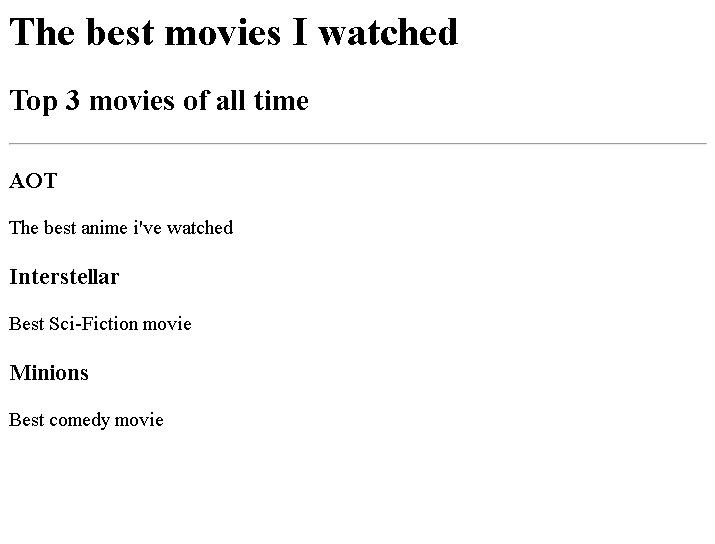 The best movies I watched
Top 3 movies of all time
AOT
The best anime i've watched
Interstellar
Best Sci-Fiction movie
Minions
Best comedy movie